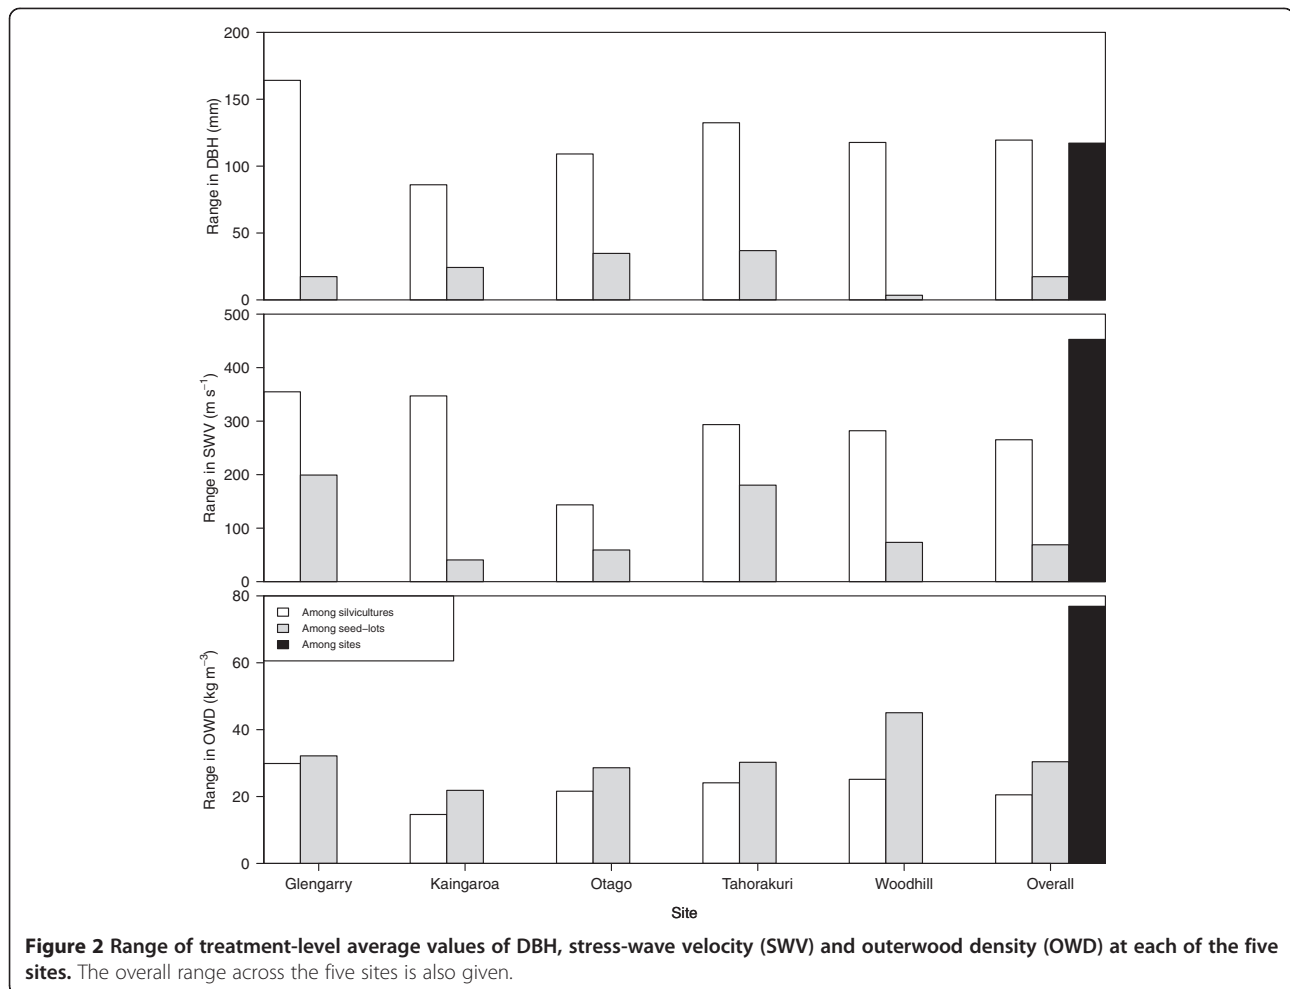 200
150
100
50
0
Range in DBH (mm)
500
400
300
200
100
0
Range in SWV (m s⁻¹)
80
60
40
20
0
Range in OWD (kg m⁻³)
Among silvicultures
Among seed-lots
Among sites
Glengarry Kaingaroa Otago Tahorakuri Woodhill Overall
Site
Figure 2 Range of treatment-level average values of DBH, stress-wave velocity (SWV) and outerwood density (OWD) at each of the five
sites. The overall range across the five sites is also given.